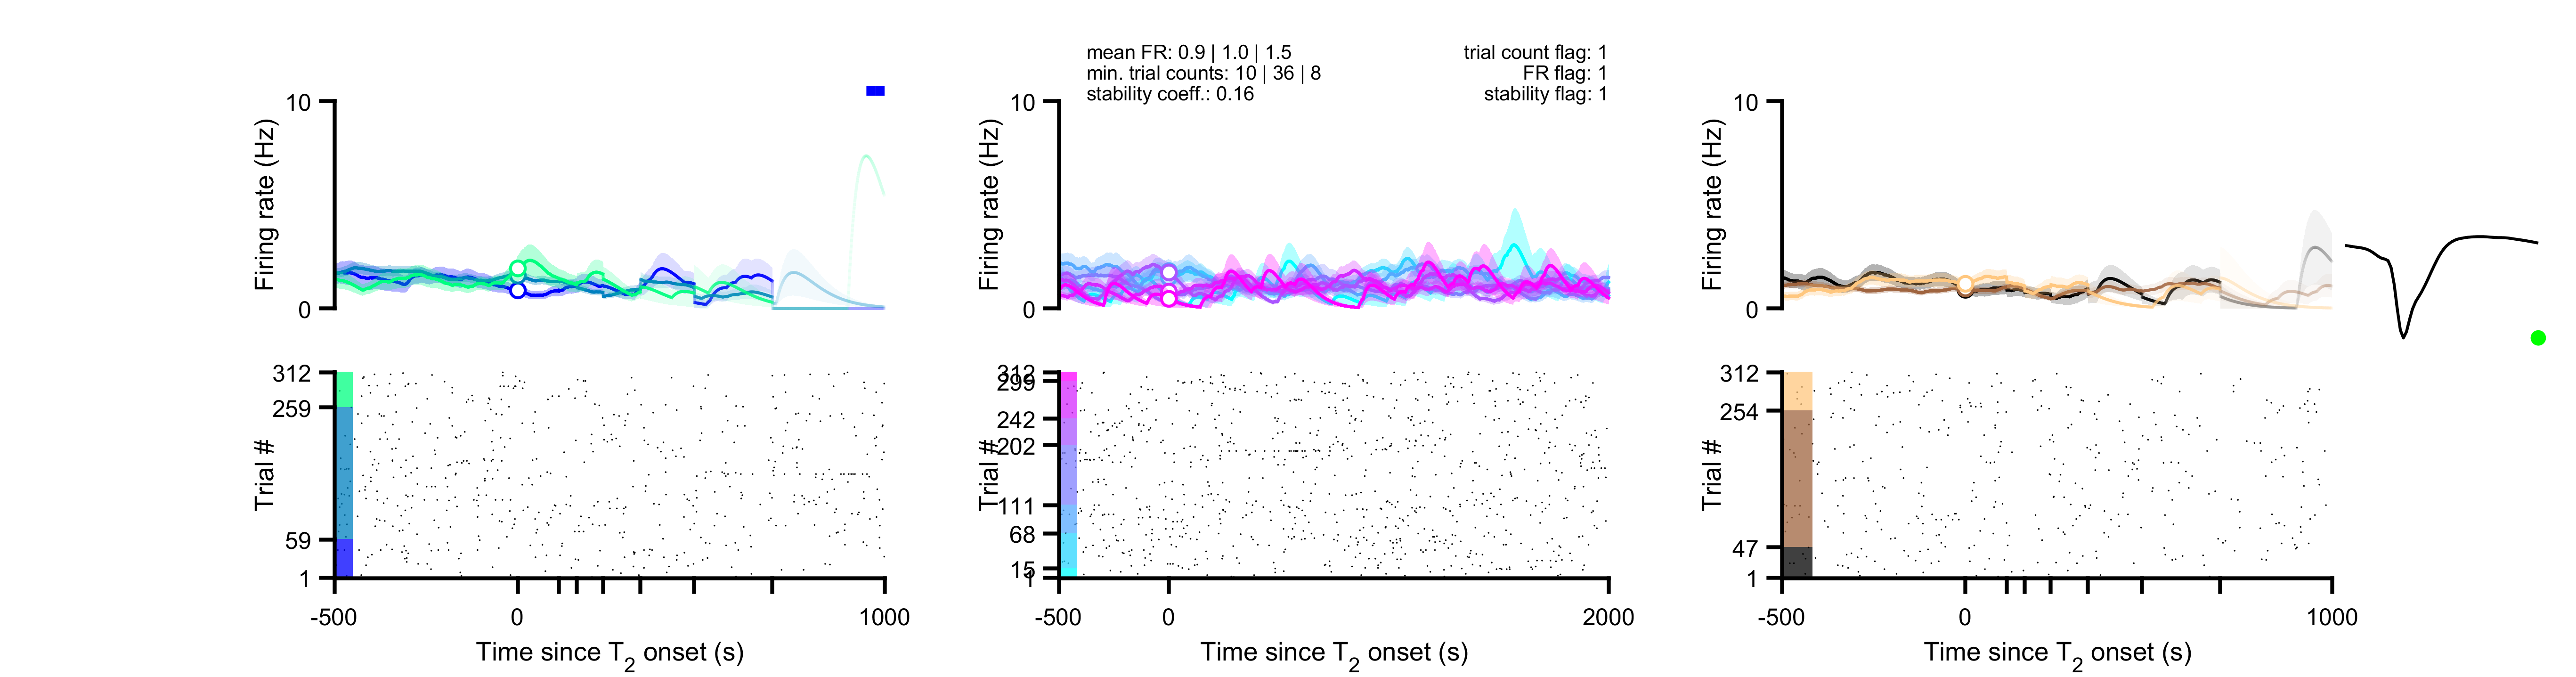 mean FR: 0.9 | 1.0 | 1.5
min. trial counts: 10 | 36 | 8
stability coeff.: 0.16
trial count flag: 1
FR flag: 1
stability flag: 1
10
0
Firing rate (Hz)
10
0
Firing rate (Hz)
10
0
Firing rate (Hz)
312
259
59
1
Trial #
-500
0
1000
Time since T2 onset (s)
312
299
242
202
111
68
15
1
Trial #
-500
0
2000
Time since T2 onset (s)
312
254
47
1
Trial #
-500
0
1000
Time since T2 onset (s)